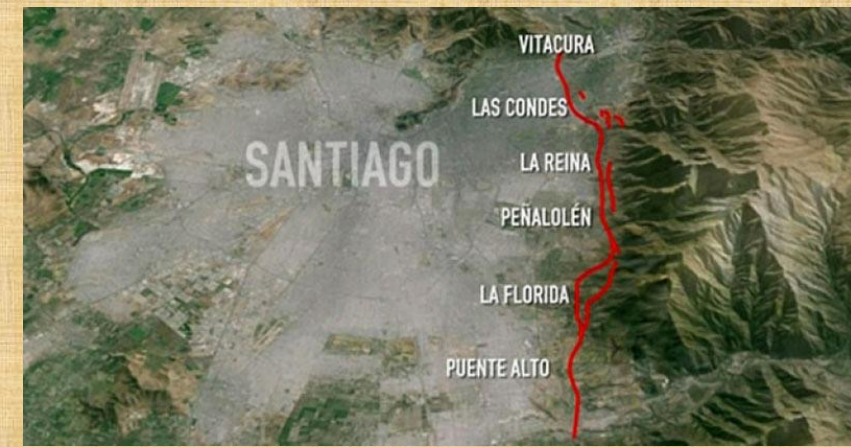 VITACURA
LAS CONDES
SANTIAGO
LA REINA
PEÑALOLÉN
LA FLORIDA
PUENTE ALTO